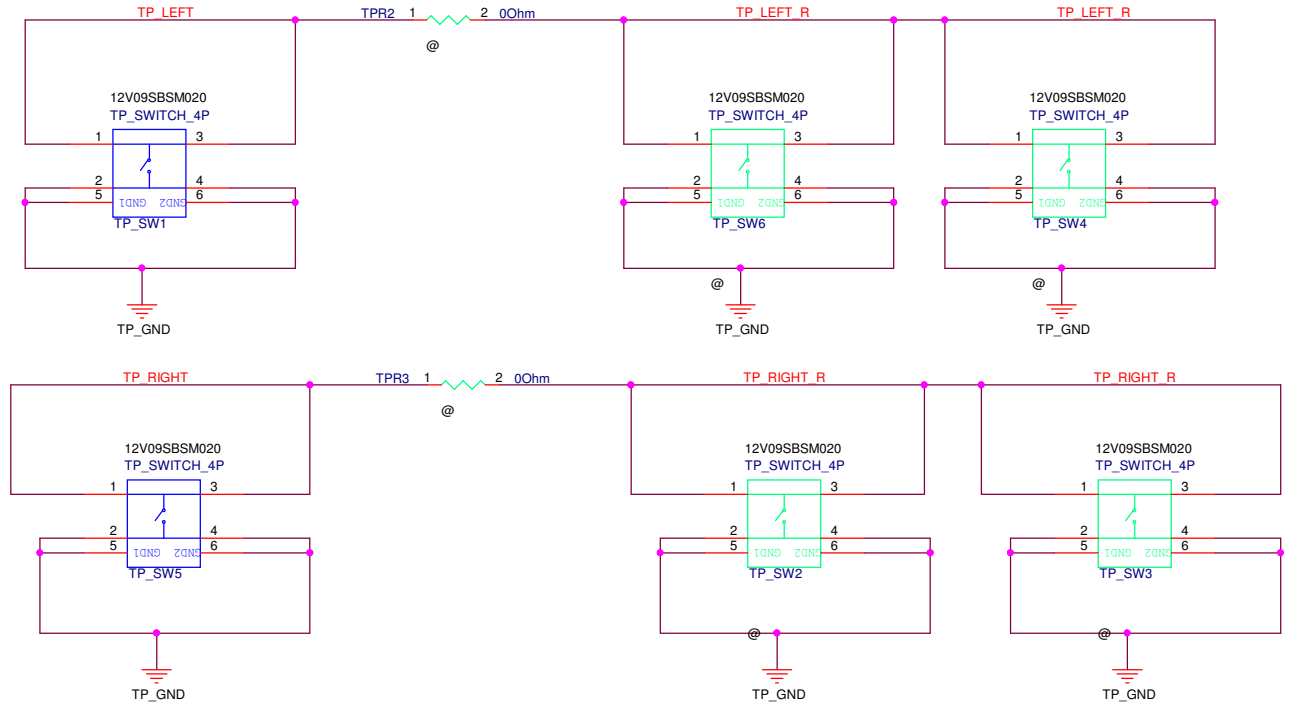 TP_LEFT TPR2 1 2 0Ohm TP_LEFT_R TP_LEFT_R
@
12V09SBSM020 12V09SBSM020 12V09SBSM020
TP_SWITCH_4P TP_SWITCH_4P TP_SWITCH_4P
1 3 1 3 1 3
2 4 2 4 2 4
5 GND1 GND2 6 5 GND1 GND2 6 5 GND1 GND2 6
TP_SW1 TP_SW6 TP_SW4
@ @
TP_GND TP_GND TP_GND
TP_RIGHT TPR3 1 2 0Ohm TP_RIGHT_R TP_RIGHT_R
@
12V09SBSM020 12V09SBSM020 12V09SBSM020
TP_SWITCH_4P TP_SWITCH_4P TP_SWITCH_4P
1 3 1 3 1 3
2 4 2 4 2 4
5 GND1 GND2 6 5 GND1 GND2 6 5 GND1 GND2 6
TP_SW5 TP_SW2 TP_SW3
@ @
TP_GND TP_GND TP_GND